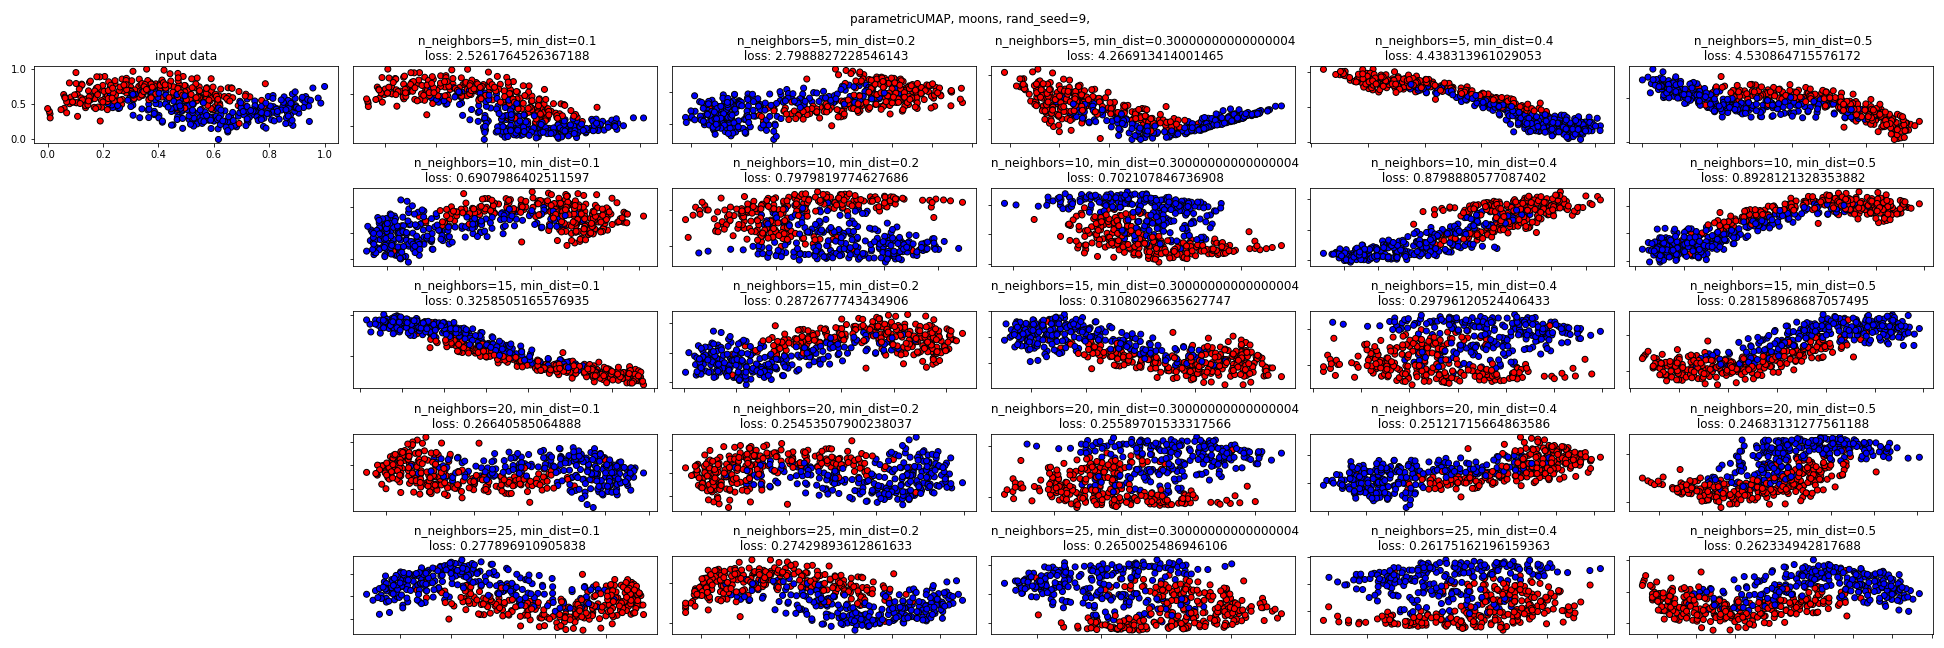 parametricUMAP, moons, rand_seed=9,
input data
1.0
0.5
0.0
0.0 0.2 0.4 0.6 0.8 1.0
n_neighbors=5, min_dist=0.1
loss: 2.5261764526367188
n_neighbors=5, min_dist=0.2
loss: 2.7988827228546143
n_neighbors=5, min_dist=0.30000000000000004
loss: 4.266913414001465
n_neighbors=5, min_dist=0.4
loss: 4.438313961029053
n_neighbors=5, min_dist=0.5
loss: 4.530864715576172
n_neighbors=10, min_dist=0.1
loss: 0.6907986402511597
n_neighbors=10, min_dist=0.2
loss: 0.7979819774627686
n_neighbors=10, min_dist=0.30000000000000004
loss: 0.702107846736908
n_neighbors=10, min_dist=0.4
loss: 0.8798880577087402
n_neighbors=10, min_dist=0.5
loss: 0.8928121328353882
n_neighbors=15, min_dist=0.1
loss: 0.3258505165576935
n_neighbors=15, min_dist=0.2
loss: 0.2872677743434906
n_neighbors=15, min_dist=0.30000000000000004
loss: 0.31080296635627747
n_neighbors=15, min_dist=0.4
loss: 0.29796120524406433
n_neighbors=15, min_dist=0.5
loss: 0.28158968687057495
n_neighbors=20, min_dist=0.1
loss: 0.26640585064888
n_neighbors=20, min_dist=0.2
loss: 0.25453507900238037
n_neighbors=20, min_dist=0.30000000000000004
loss: 0.25589701533317566
n_neighbors=20, min_dist=0.4
loss: 0.25121715664863586
n_neighbors=20, min_dist=0.5
loss: 0.24683131277561188
n_neighbors=25, min_dist=0.1
loss: 0.277896910905838
n_neighbors=25, min_dist=0.2
loss: 0.27429893612861633
n_neighbors=25, min_dist=0.30000000000000004
loss: 0.2650025486946106
n_neighbors=25, min_dist=0.4
loss: 0.26175162196159363
n_neighbors=25, min_dist=0.5
loss: 0.262334942817688